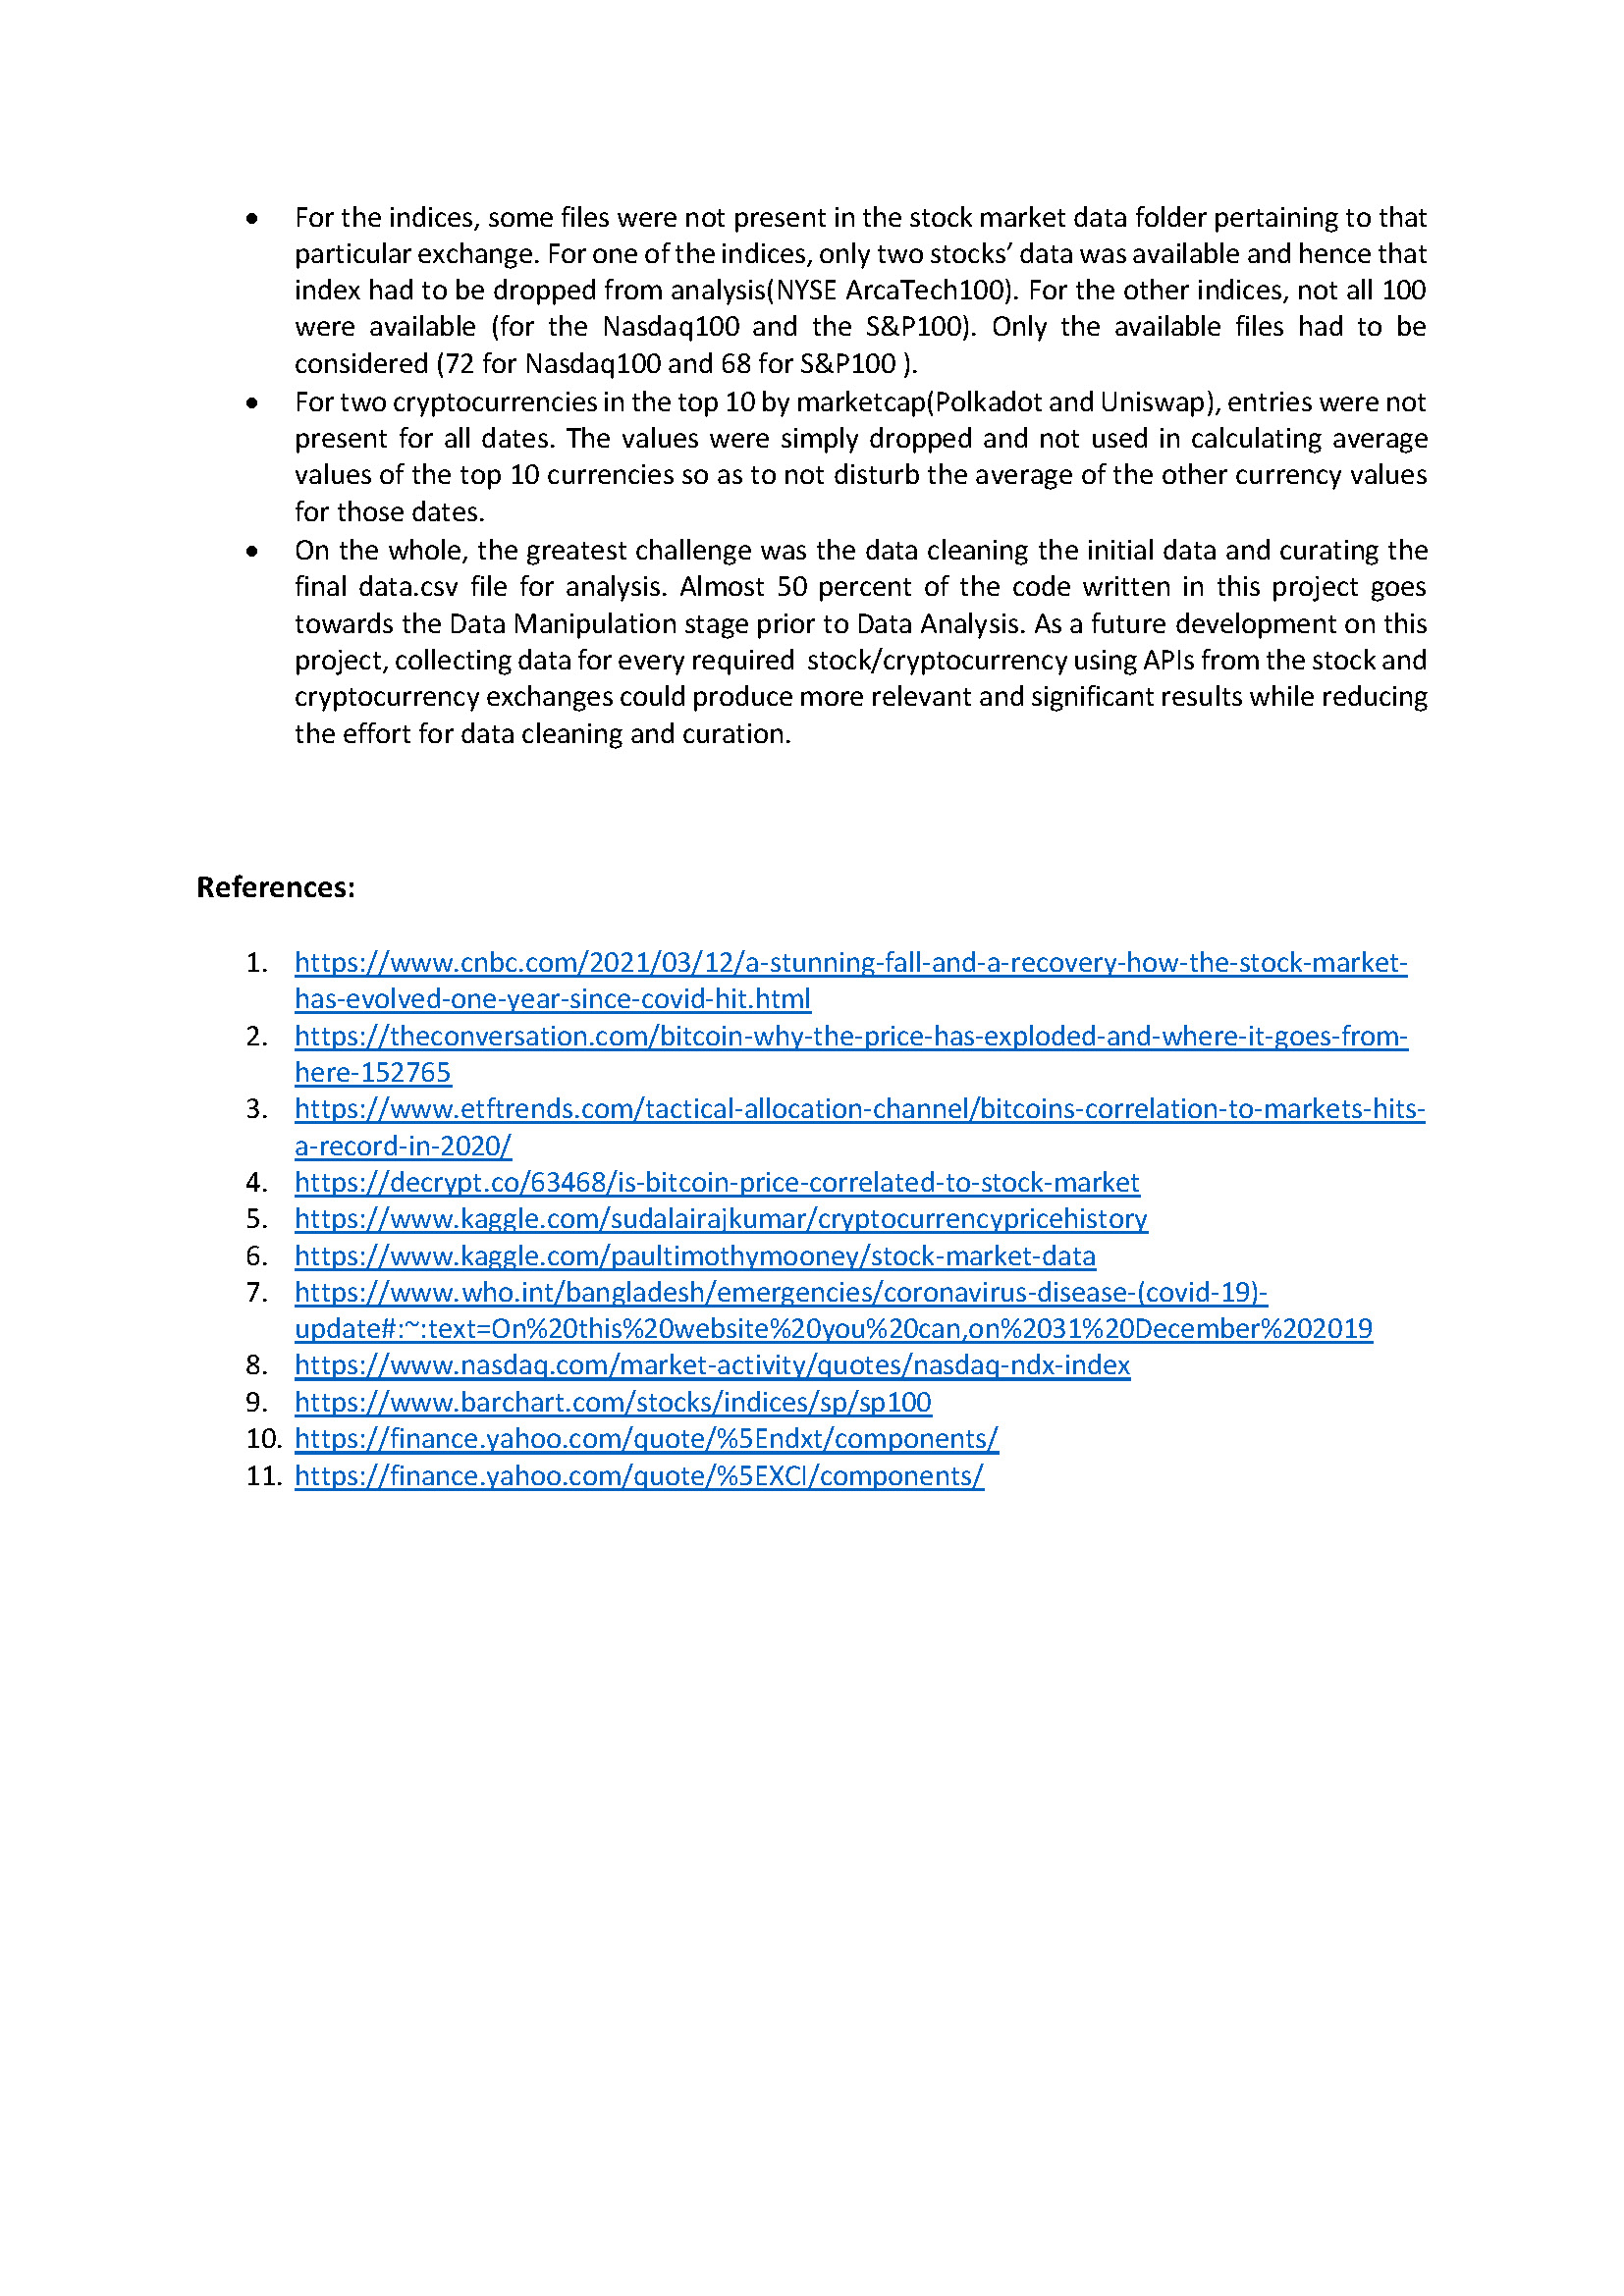 • For the indices, some files were not present in the stock market data folder pertaining to that
particular exchange. For one of the indices, only two stocks’ data was available and hence that
index had to be dropped from analysis(NYSE ArcaTech100). For the other indices, not all 100
were available (for the Nasdaq100 and the S&P100). Only the available files had to be
considered (72 for Nasdaq100 and 68 for S&P100 ).
• For two cryptocurrencies in the top 10 by marketcap(Polkadot and Uniswap), entries were not
present for all dates. The values were simply dropped and not used in calculating average
values of the top 10 currencies so as to not disturb the average of the other currency values
for those dates.
• On the whole, the greatest challenge was the data cleaning the initial data and curating the
final data.csv file for analysis. Almost 50 percent of the code written in this project goes
towards the Data Manipulation stage prior to Data Analysis. As a future development on this
project, collecting data for every required  stock/cryptocurrency using APIs from the stock and
cryptocurrency exchanges could produce more relevant and significant results while reducing
the effort for data cleaning and curation.
References:
1. https://www.cnbc.com/2021/03/12/a-stunning-fall-and-a-recovery-how-the-stock-market-
has-evolved-one-year-since-covid-hit.html
2. https://theconversation.com/bitcoin-why-the-price-has-exploded-and-where-it-goes-from-
here-152765
3. https://www.etftrends.com/tactical-allocation-channel/bitcoins-correlation-to-markets-hits-
a-record-in-2020/
4. https://decrypt.co/63468/is-bitcoin-price-correlated-to-stock-market
5. https://www.kaggle.com/sudalairajkumar/cryptocurrencypricehistory
6. https://www.kaggle.com/paultimothymooney/stock-market-data
7. https://www.who.int/bangladesh/emergencies/coronavirus-disease-(covid-19)-
update#:~:text=On%20this%20website%20you%20can,on%2031%20December%202019
8. https://www.nasdaq.com/market-activity/quotes/nasdaq-ndx-index
9. https://www.barchart.com/stocks/indices/sp/sp100
10. https://finance.yahoo.com/quote/%5Endxt/components/
11. https://finance.yahoo.com/quote/%5EXCI/components/